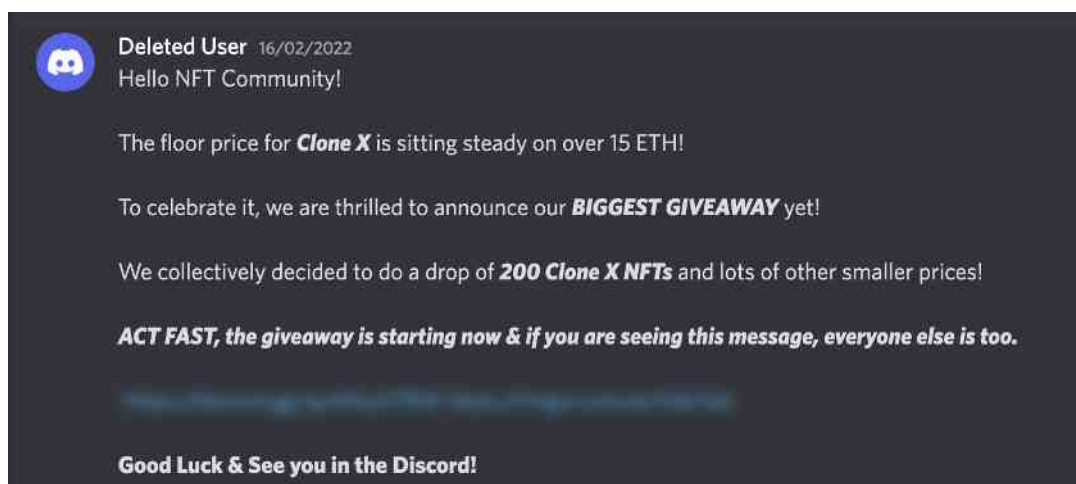 Deleted User 16/02/2022
Hello NFT Community!
The floor price for Clone X is sitting steady on over 15 ETH!
To celebrate it, we are thrilled to announce our BIGGEST GIVEAWAY yet!
We collectively decided to do a drop of 200 Clone X NFTs and lots of other smaller prices!
ACT FAST, the giveaway is starting now & if you are seeing this message, everyone else is too.
Good Luck & See you in the Discord!